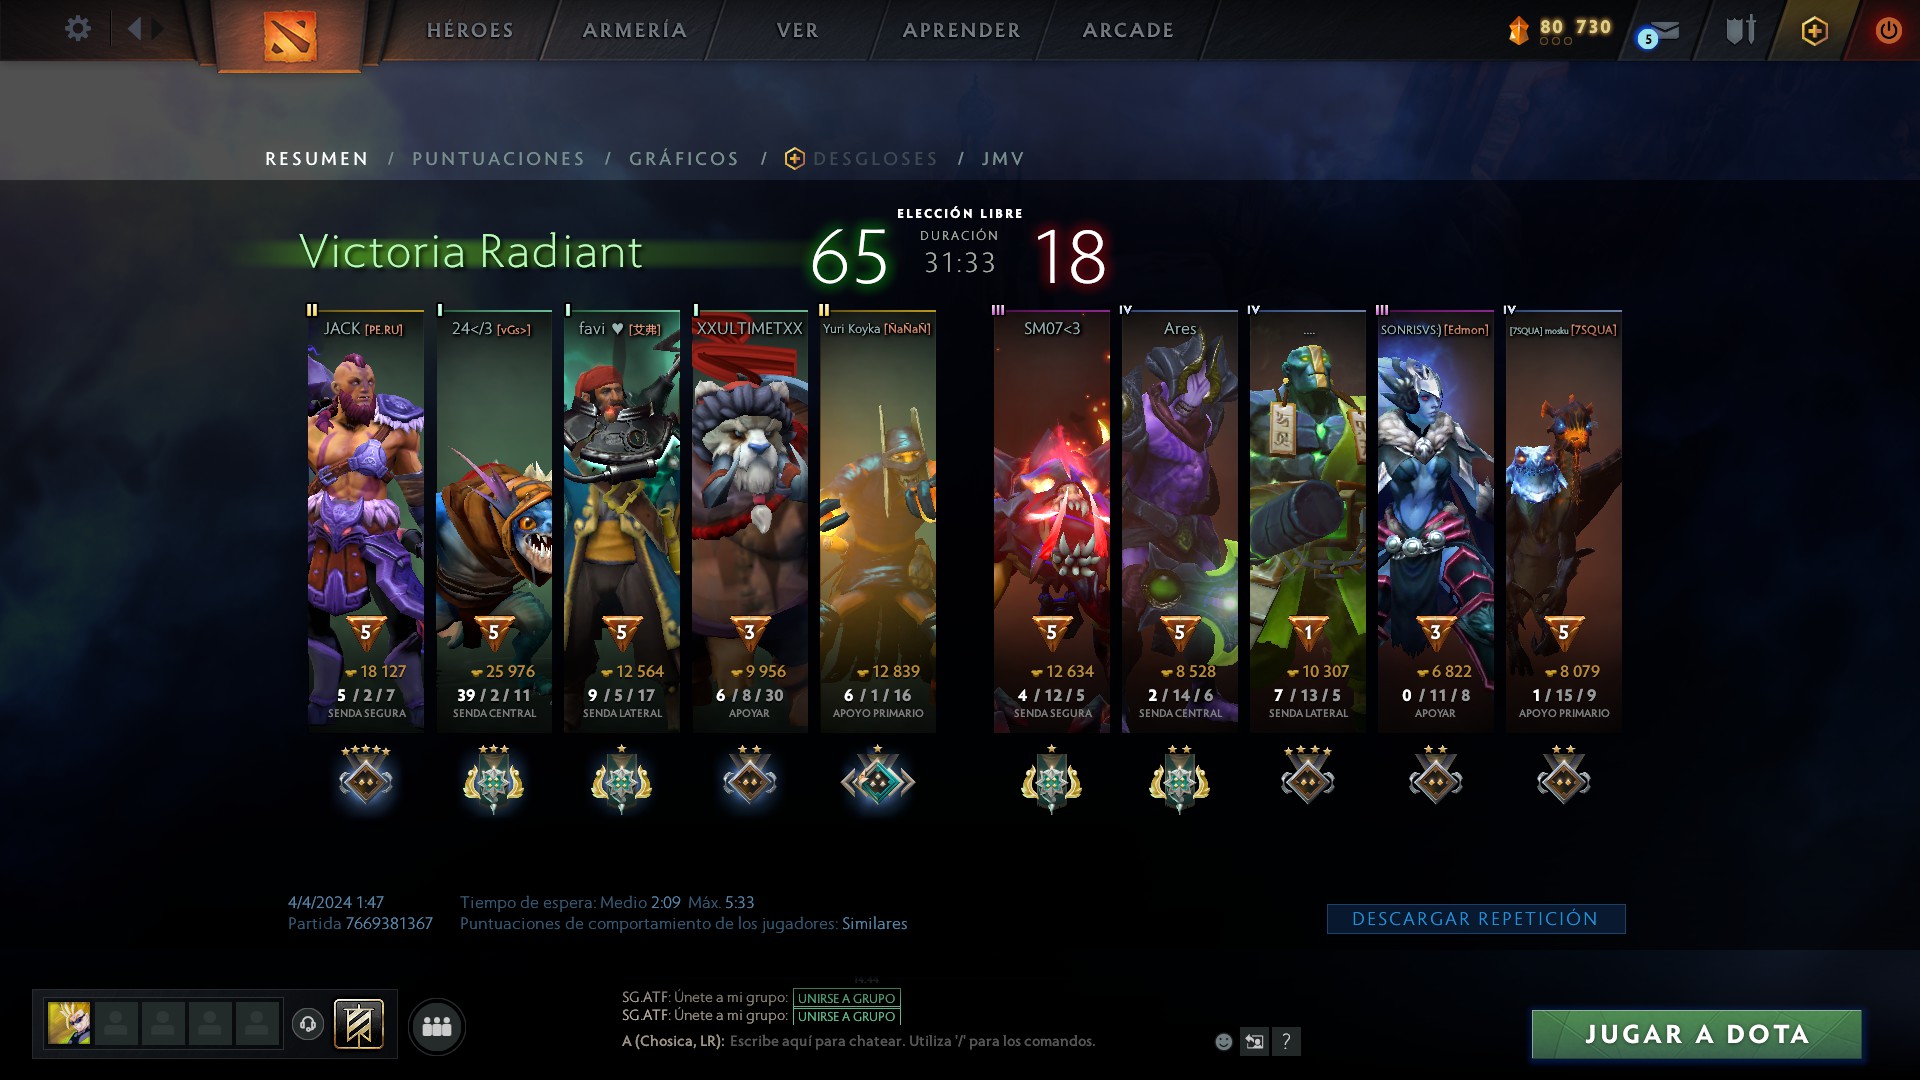 HÉROES ARMERÍA VER APRENDER ARCADE 80 730 5
RESUMEN / PUNTUACIONES / GRÁFICOS / DESGLOSES / JMV
ELECCIÓN LIBRE
Victoria Radiant 65 DURACIÓN 31:33 18
II I I I II III IV IV III IV
JACK [PE.RU] 24</3 [vGs>] favi ♥ [艾弗] XXULTIMETXX Yuri Koyka [ÑaÑaÑ] SM07<3 Ares .... SONRISVS:) [Edmon] [7SQUA] mosku [7SQUA]
5 5 5 3 5 5 1 3 5
18 127 25 976 12 564 9 956 12 839 12 634 8 528 10 307 6 822 8 079
5 / 2 / 7 39 / 2 / 11 9 / 5 / 17 6 / 8 / 30 6 / 1 / 16 4 / 12 / 5 2 / 14 / 6 7 / 13 / 5 0 / 11 / 8 1 / 15 / 9
SENDA SEGURA SENDA CENTRAL SENDA LATERAL APOYAR APOYO PRIMARIO SENDA SEGURA SENDA CENTRAL SENDA LATERAL APOYAR APOYO PRIMARIO
4/4/2024 1:47 Tiempo de espera: Medio 2:09 Máx. 5:33
Partida 7669381367 Puntuaciones de comportamiento de los jugadores: Similares
DESCARGAR REPETICIÓN
SG.ATF: Únete a mi grupo: UNIRSE A GRUPO
SG.ATF: Únete a mi grupo: UNIRSE A GRUPO
A (Chosica, LR): Escribe aquí para chatear. Utiliza '/' para los comandos.
?
JUGAR A DOTA